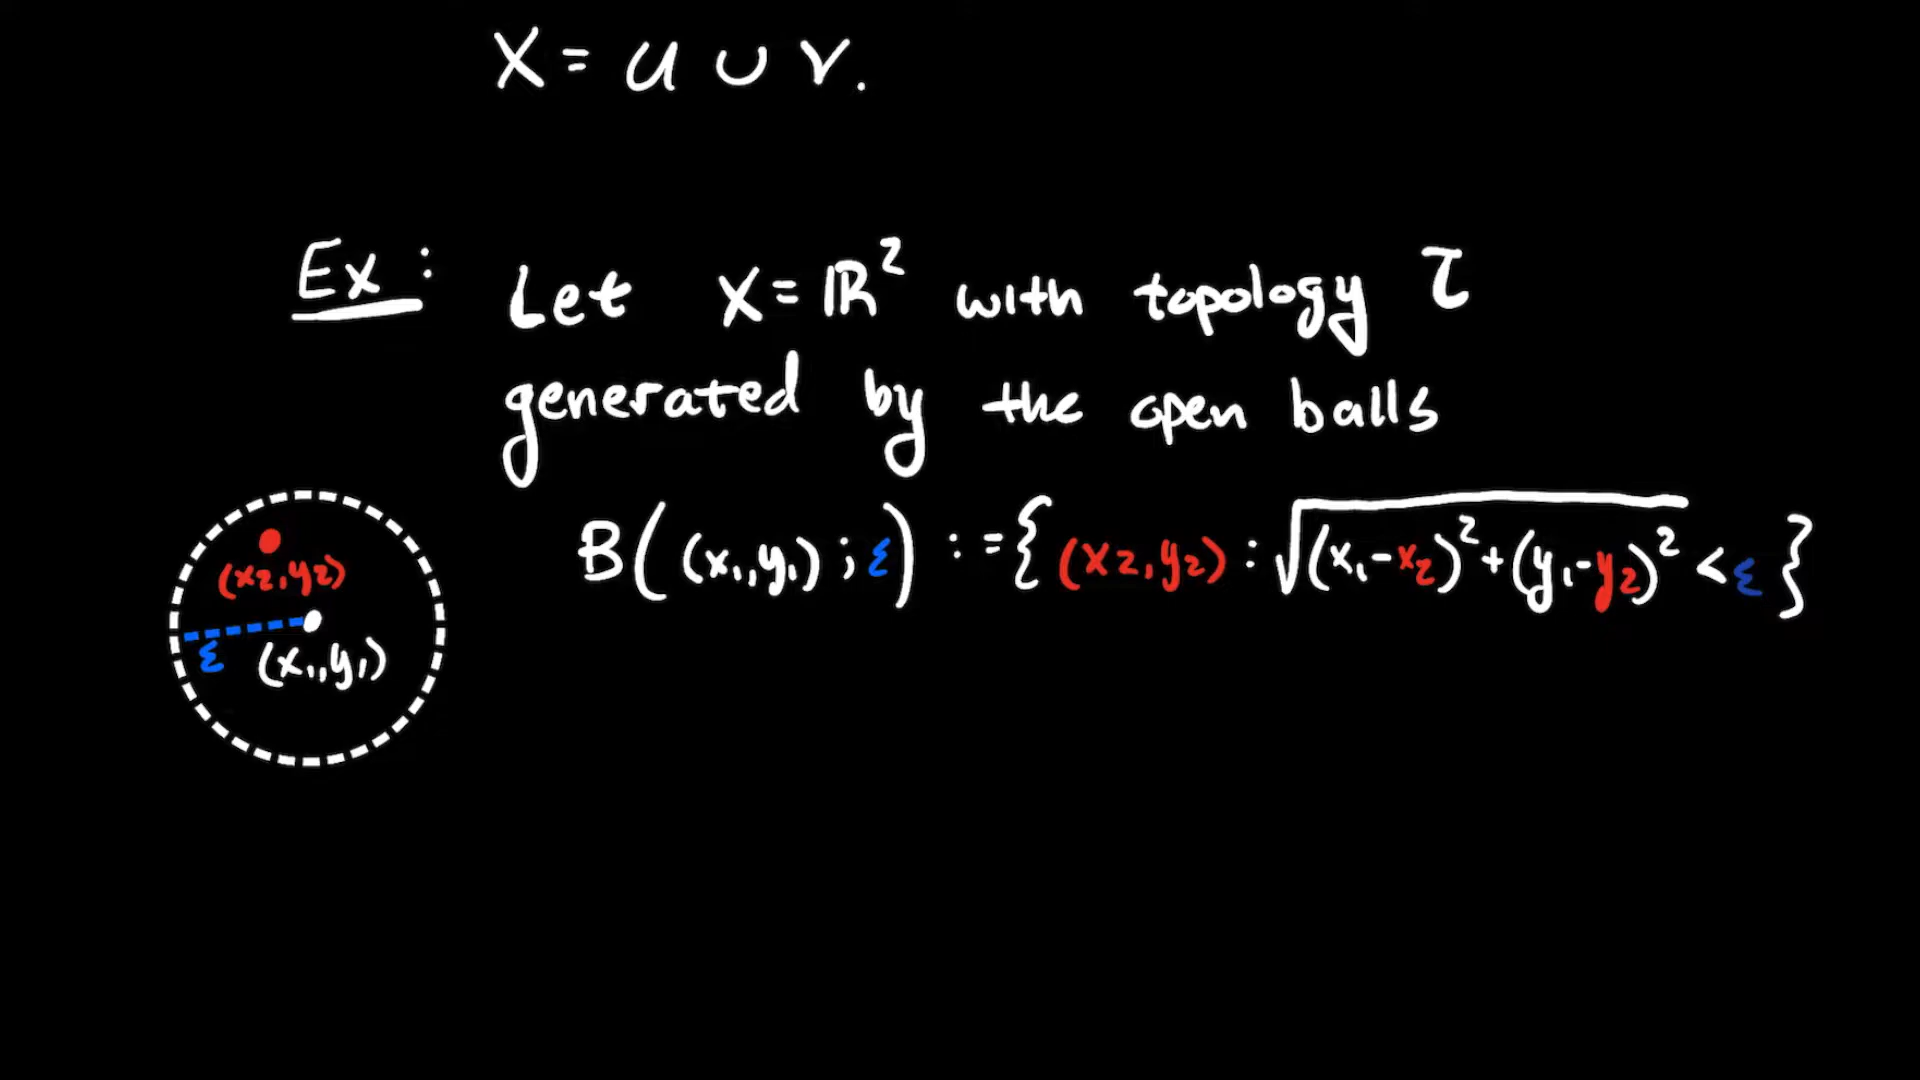 X = U ∪ V.
Ex: Let X = ℝ² with topology τ
generated by the open balls
B((x₁,y₁); ε) := {(x₂,y₂) : √((x₁-x₂)²+(y₁-y₂)²) < ε}
(x₂,y₂)
ε (x₁,y₁)